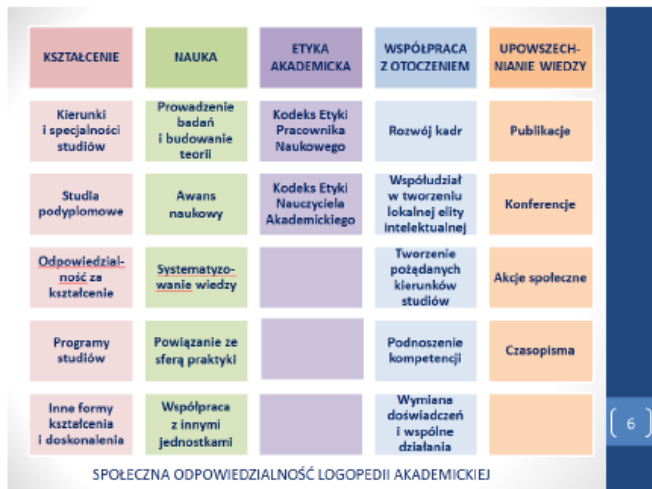 KSZTAŁCENIE
NAUKA
ETYKA
AKADEMICKA
WSPÓŁPRACA
Z OTOCZENIEM
UPOWSZECH-
NIANIE WIEDZY
Kierunki
i specjalności
studiów
Prowadzenie
badań
i budowanie
teorii
Kodeks Etyki
Pracownika
Naukowego
Rozwój kadr
Publikacje
Studia
podyplomowe
Awans
naukowy
Kodeks Etyki
Nauczyciela
Akademickiego
Współudział
w tworzeniu
lokalnej elity
intelektualnej
Konferencje
Odpowiedzial-
ność za
kształcenie
Systematyzo-
wanie wiedzy
Tworzenie
pożądanych
kierunków
studiów
Akcje społeczne
Programy
studiów
Powiązanie ze
sferą praktyki
Podnoszenie
kompetencji
Czasopisma
Inne formy
kształcenia
i doskonalenia
Współpraca
z innymi
jednostkami
Wymiana
doświadczeń
i wspólne
działania
6
SPOŁECZNA ODPOWIEDZIALNOŚĆ LOGOPEDII AKADEMICKIEJ